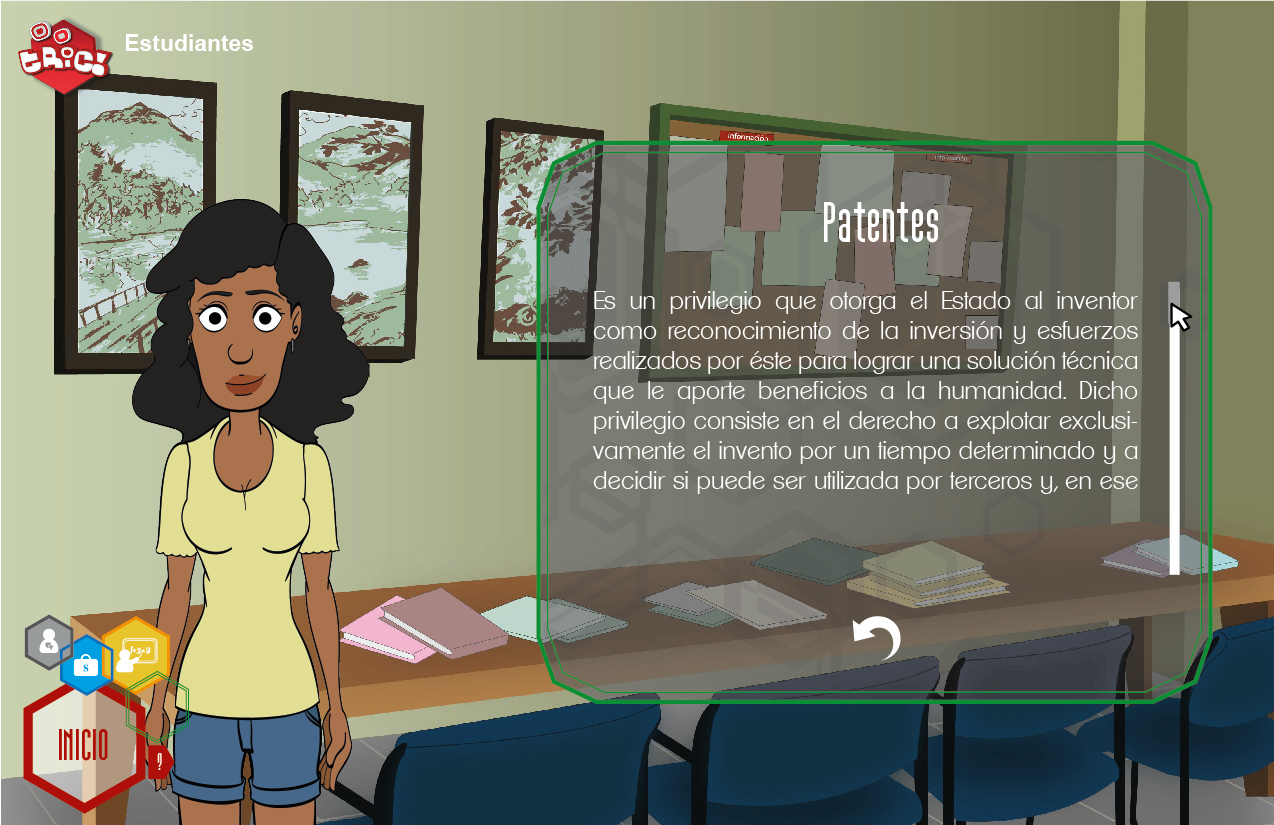 tRiC!
Estudiantes
Información
Patentes
Es un privilegio que otorga el Estado al inventor
como reconocimiento de la inversión y esfuerzos
realizados por éste para lograr una solución técnica
que le aporte beneficios a la humanidad. Dicho
privilegio consiste en el derecho a explotar exclusi-
vamente el invento por un tiempo determinado y a
decidir si puede ser utilizada por terceros y, en ese
1+2=3
$
INICIO
?